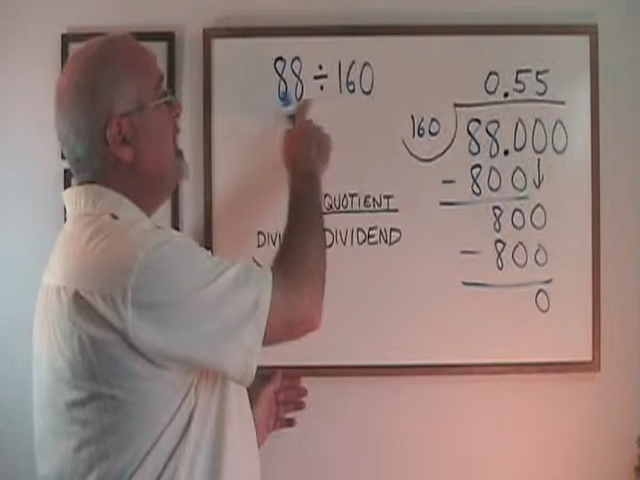 88 ÷ 160
QUOTIENT
DIVIDEND
0.55
160 88.000
- 800↓
800
- 800
0